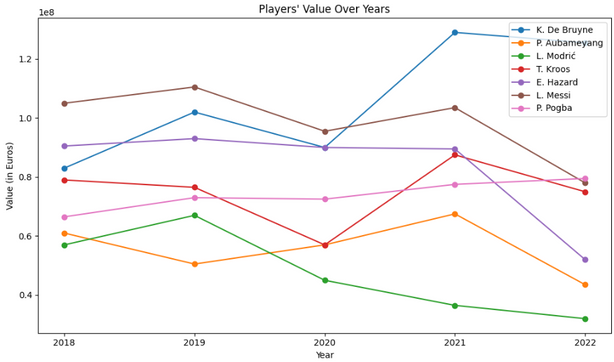 Players' Value Over Years
1e8
1.2
1.0
0.8
0.6
0.4
Value (in Euros)
2018 2019 2020 2021 2022
Year
K. De Bruyne
P. Aubameyang
L. Modrić
T. Kroos
E. Hazard
L. Messi
P. Pogba